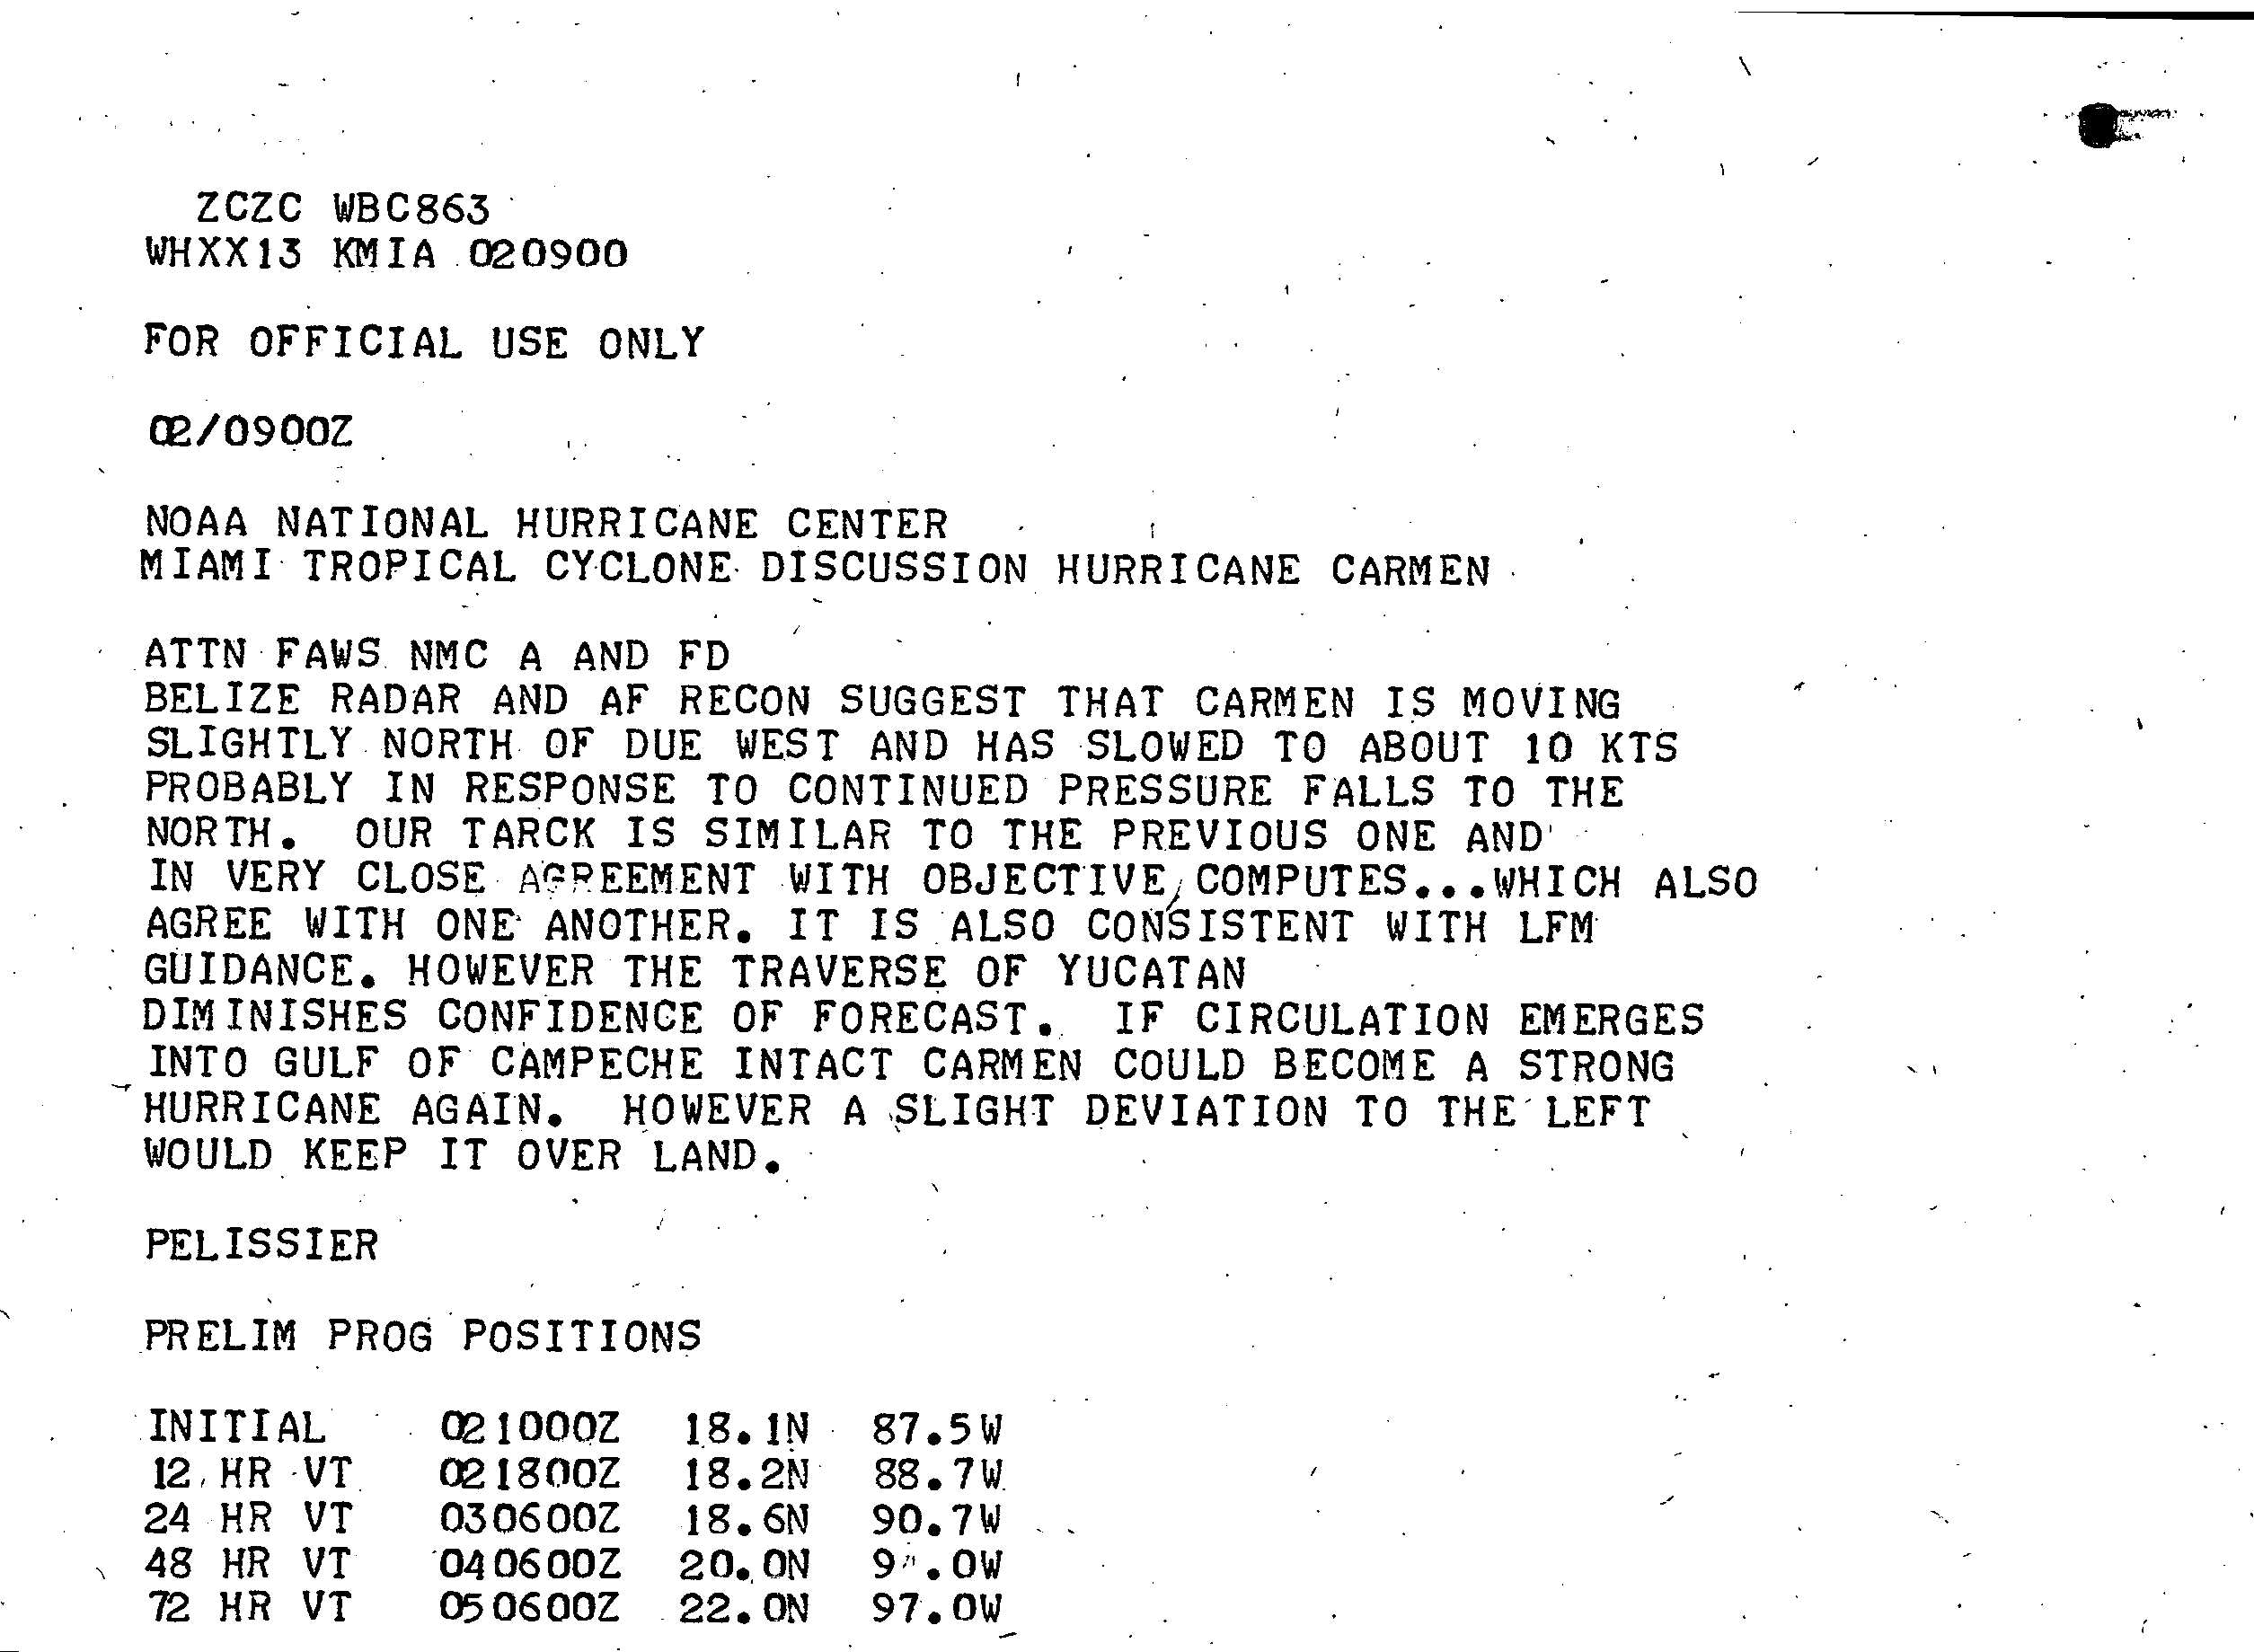 ZCZC WBC863
WHXX13 KMIA 020900
FOR OFFICIAL USE ONLY
02/0900Z
NOAA NATIONAL HURRICANE CENTER
MIAMI TROPICAL CYCLONE DISCUSSION HURRICANE CARMEN
ATTN FAWS NMC A AND FD
BELIZE RADAR AND AF RECON SUGGEST THAT CARMEN IS MOVING
SLIGHTLY NORTH OF DUE WEST AND HAS SLOWED TO ABOUT 10 KTS
PROBABLY IN RESPONSE TO CONTINUED PRESSURE FALLS TO THE
NORTH. OUR TARCK IS SIMILAR TO THE PREVIOUS ONE AND
IN VERY CLOSE AGREEMENT WITH OBJECTIVE COMPUTES...WHICH ALSO
AGREE WITH ONE ANOTHER. IT IS ALSO CONSISTENT WITH LFM
GUIDANCE. HOWEVER THE TRAVERSE OF YUCATAN
DIMINISHES CONFIDENCE OF FORECAST. IF CIRCULATION EMERGES
INTO GULF OF CAMPECHE INTACT CARMEN COULD BECOME A STRONG
HURRICANE AGAIN. HOWEVER A SLIGHT DEVIATION TO THE LEFT
WOULD KEEP IT OVER LAND.
PELISSIER
PRELIM PROG POSITIONS
INITIAL 021000Z 18.1N 87.5W
12 HR VT 021800Z 18.2N 88.7W
24 HR VT 030600Z 18.6N 90.7W
48 HR VT 040600Z 20.0N
72 HR VT 050600Z 22.0N 97.0W